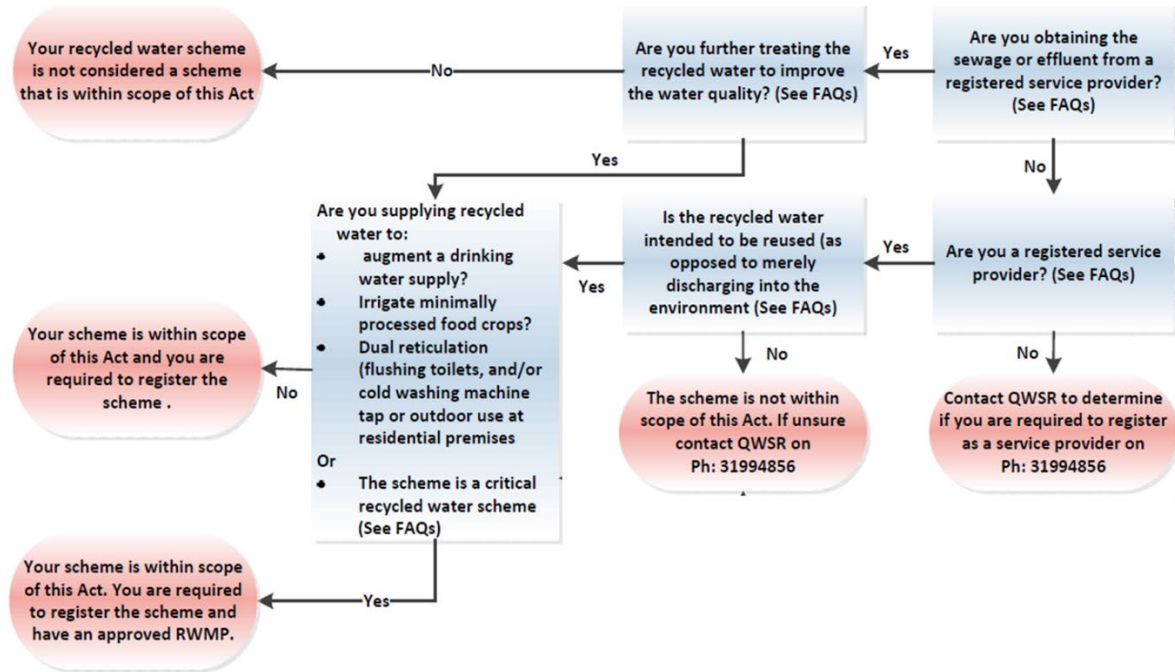 Your recycled water scheme
is not considered a scheme
that is within scope of this Act
No
Are you further treating the
recycled water to improve
the water quality? (See FAQs)
Yes
Are you obtaining the
sewage or effluent from a
registered service provider?
(See FAQs)
Yes
No
Are you supplying recycled
water to:
• augment a drinking
water supply?
• Irrigate minimally
processed food crops?
• Dual reticulation
(flushing toilets, and/or
cold washing machine
tap or outdoor use at
residential premises
Or
• The scheme is a critical
recycled water scheme
(See FAQs)
Yes
Is the recycled water
intended to be reused (as
opposed to merely
discharging into the
environment (See FAQs)
Yes
Are you a registered service
provider? (See FAQs)
Your scheme is within scope
of this Act and you are
required to register the
scheme .
No
No
The scheme is not within
scope of this Act. If unsure
contact QWSR on
Ph: 31994856
No
Contact QWSR to determine
if you are required to register
as a service provider on
Ph: 31994856
Your scheme is within scope
of this Act. You are required
to register the scheme and
have an approved RWMP.
Yes